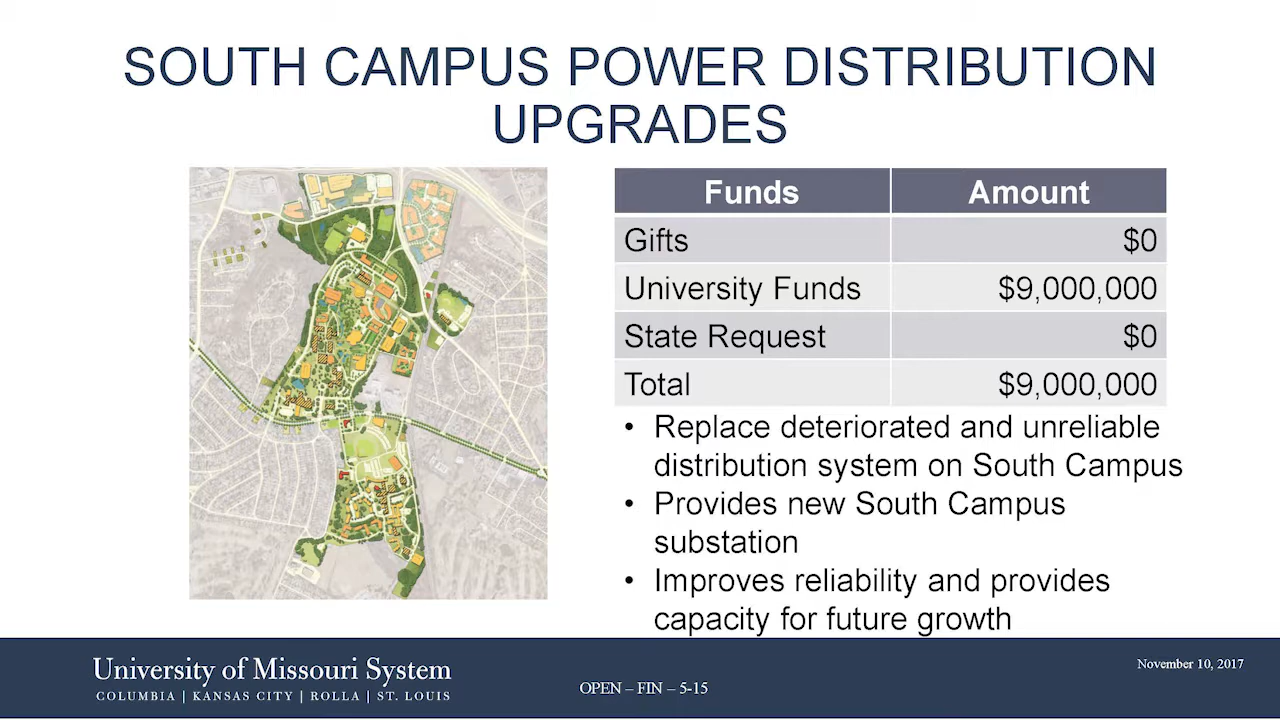 SOUTH CAMPUS POWER DISTRIBUTION
UPGRADES
Funds Amount
Gifts $0
University Funds $9,000,000
State Request $0
Total $9,000,000
• Replace deteriorated and unreliable
distribution system on South Campus
• Provides new South Campus
substation
• Improves reliability and provides
capacity for future growth
University of Missouri System
COLUMBIA | KANSAS CITY | ROLLA | ST. LOUIS
OPEN – FIN – 5-15
November 10, 2017